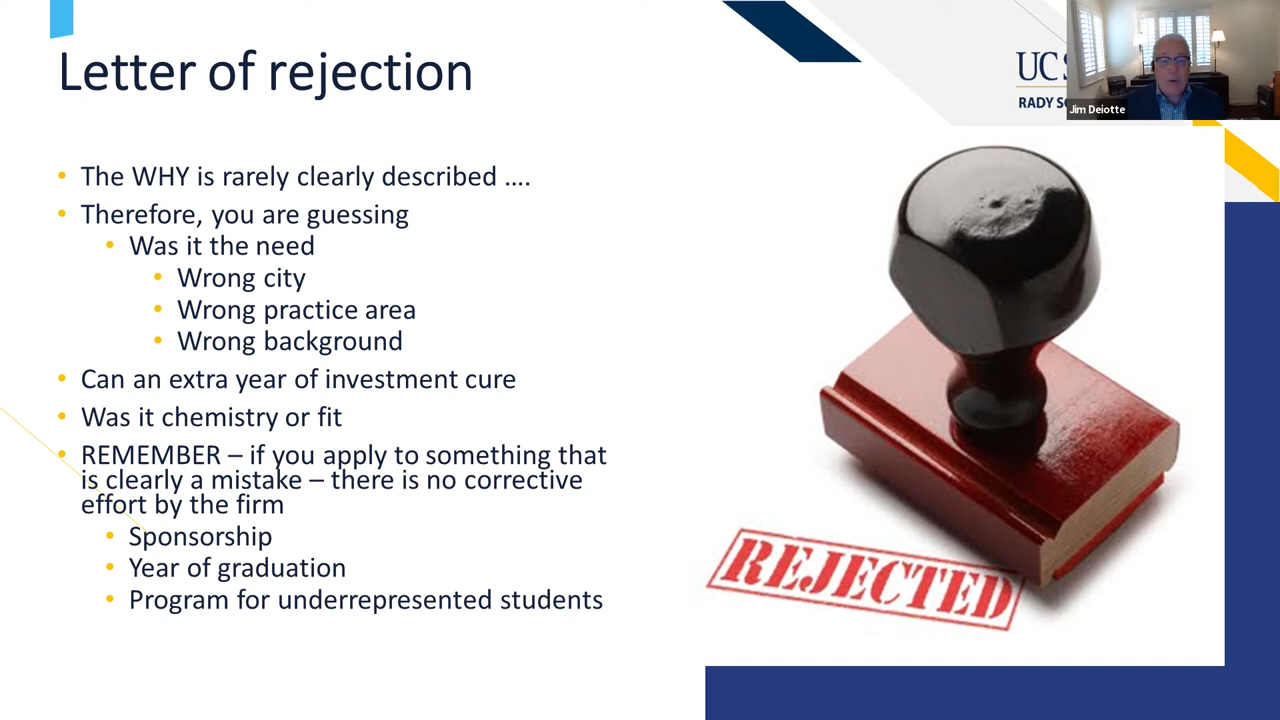 Letter of rejection
UC
RADY
Jim Deiotte
• The WHY is rarely clearly described ....
• Therefore, you are guessing
• Was it the need
• Wrong city
• Wrong practice area
• Wrong background
• Can an extra year of investment cure
• Was it chemistry or fit
• REMEMBER – if you apply to something that
is clearly a mistake – there is no corrective
effort by the firm
• Sponsorship
• Year of graduation
• Program for underrepresented students
REJECTED